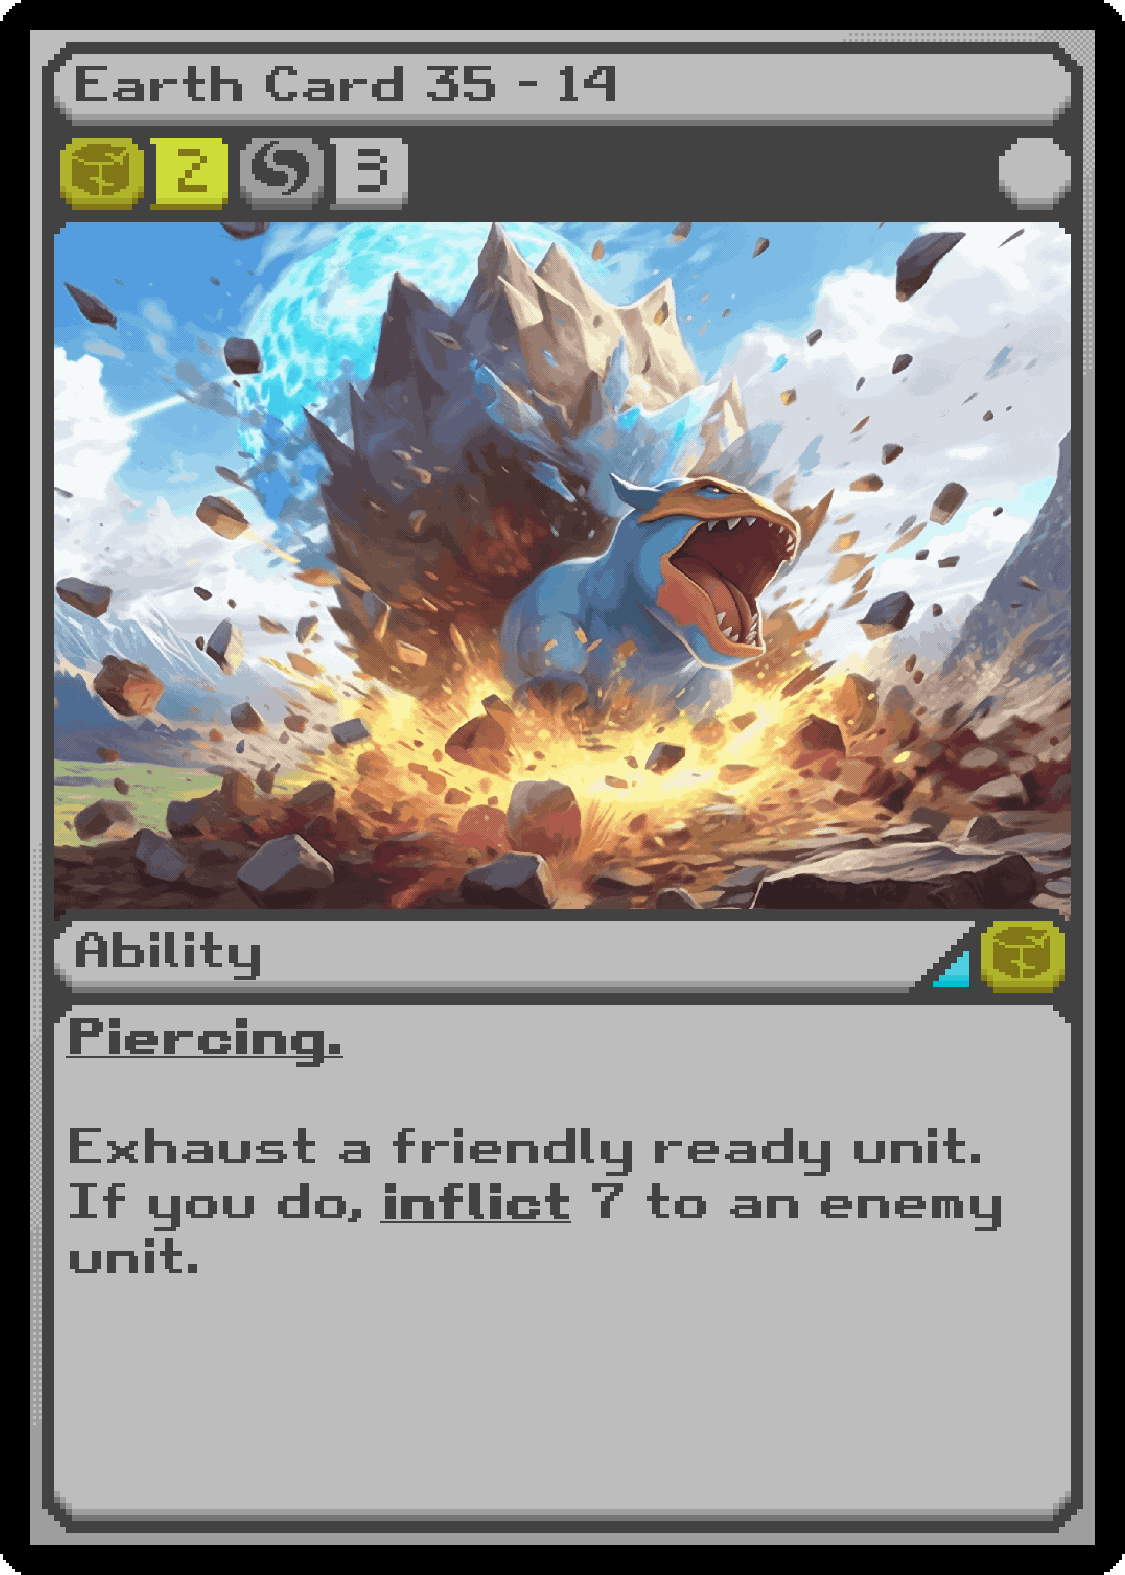 Earth Card 35 - 14
2 3
Ability
Piercing.
Exhaust a friendly ready unit.
If you do, inflict 7 to an enemy
unit.